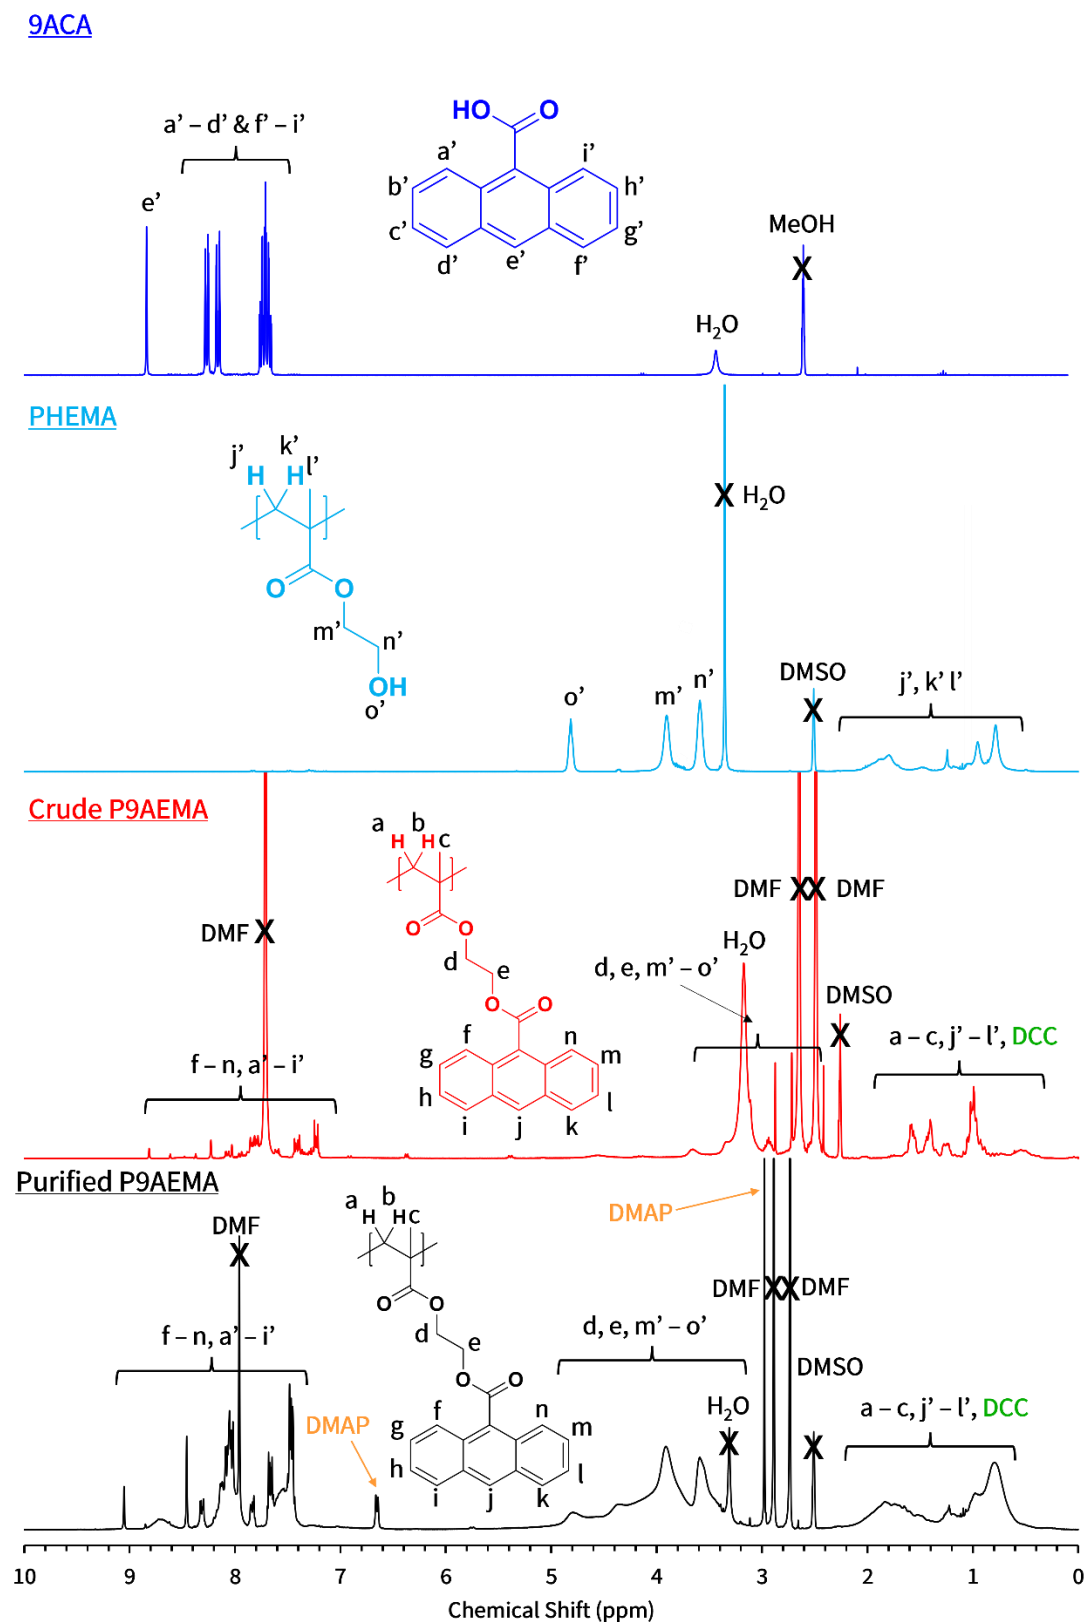 9ACA
a’ – d’ & f’ – i’
e’
HO
O
a’
i’
b’
h’
c’
g’
d’
e’
f’
MeOH
X
H₂O
PHEMA
j’
k’
l’
H
H
O
O
m’
n’
OH
o’
X H₂O
DMSO
X
o’
m’
n’
j’, k’ l’
Crude P9AEMA
a
b
c
H
H
O
O
d
e
O
O
f
n
g
m
h
l
i
j
k
DMF X
f – n, a’ – i’
DMF X X DMF
H₂O
d, e, m’ – o’
DMSO
X
a – c, j’ – l’, DCC
Purified P9AEMA
a
b
c
H
H
O
O
d
e
O
O
f
n
g
m
h
l
i
j
k
DMF
X
f – n, a’ – i’
DMAP
DMAP
DMF X X DMF
d, e, m’ – o’
DMSO
X
H₂O
X
a – c, j’ – l’, DCC
10 9 8 7 6 5 4 3 2 1 0
Chemical Shift (ppm)